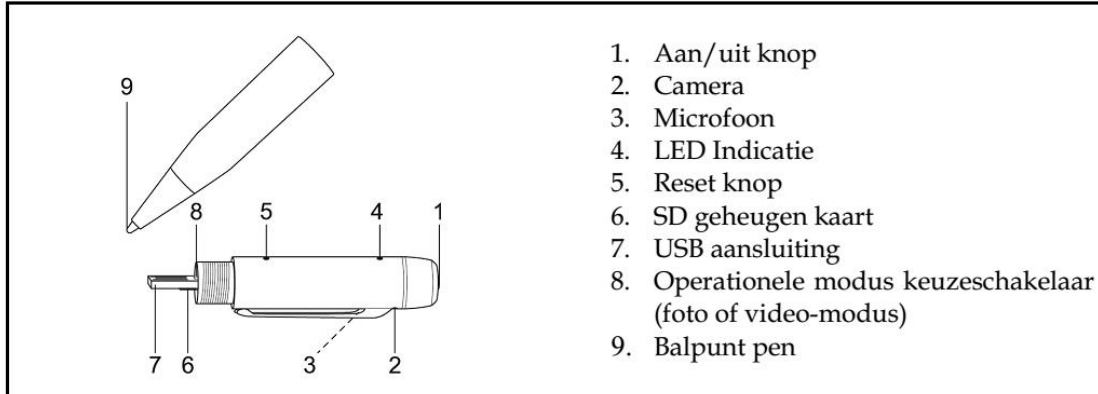 9
8 5 4 1
7 6 3 2
1. Aan/uit knop
2. Camera
3. Microfoon
4. LED Indicatie
5. Reset knop
6. SD geheugen kaart
7. USB aansluiting
8. Operationele modus keuzeschakelaar
(foto of video-modus)
9. Balpunt pen